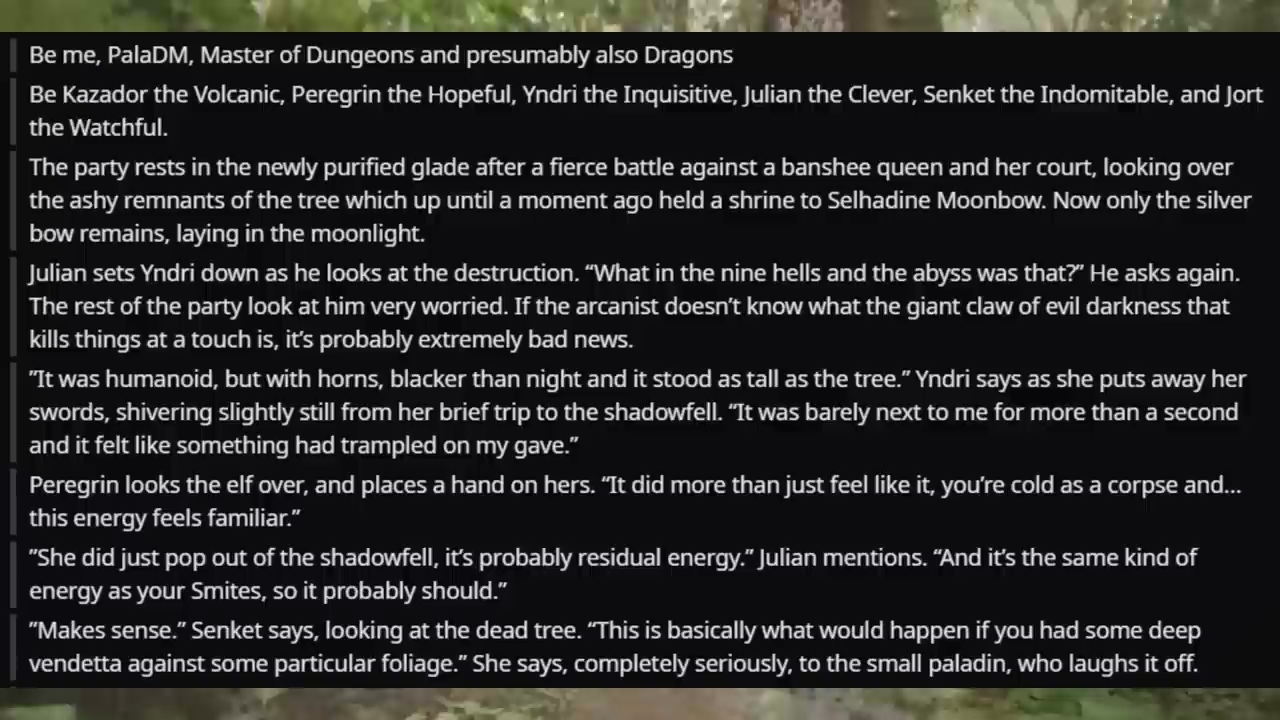 Be me, PalaDM, Master of Dungeons and presumably also Dragons
Be Kazador the Volcanic, Peregrin the Hopeful, Yndri the Inquisitive, Julian the Clever, Senket the Indomitable, and Jort
the Watchful.
The party rests in the newly purified glade after a fierce battle against a banshee queen and her court, looking over
the ashy remnants of the tree which up until a moment ago held a shrine to Selhadine Moonbow. Now only the silver
bow remains, laying in the moonlight.
Julian sets Yndri down as he looks at the destruction. “What in the nine hells and the abyss was that?” He asks again.
The rest of the party look at him very worried. If the arcanist doesn’t know what the giant claw of evil darkness that
kills things at a touch is, it’s probably extremely bad news.
”It was humanoid, but with horns, blacker than night and it stood as tall as the tree.” Yndri says as she puts away her
swords, shivering slightly still from her brief trip to the shadowfell. “It was barely next to me for more than a second
and it felt like something had trampled on my gave.”
Peregrin looks the elf over, and places a hand on hers. “It did more than just feel like it, you’re cold as a corpse and…
this energy feels familiar.”
”She did just pop out of the shadowfell, it’s probably residual energy.” Julian mentions. “And it’s the same kind of
energy as your Smites, so it probably should.”
”Makes sense.” Senket says, looking at the dead tree. “This is basically what would happen if you had some deep
vendetta against some particular foliage.” She says, completely seriously, to the small paladin, who laughs it off.